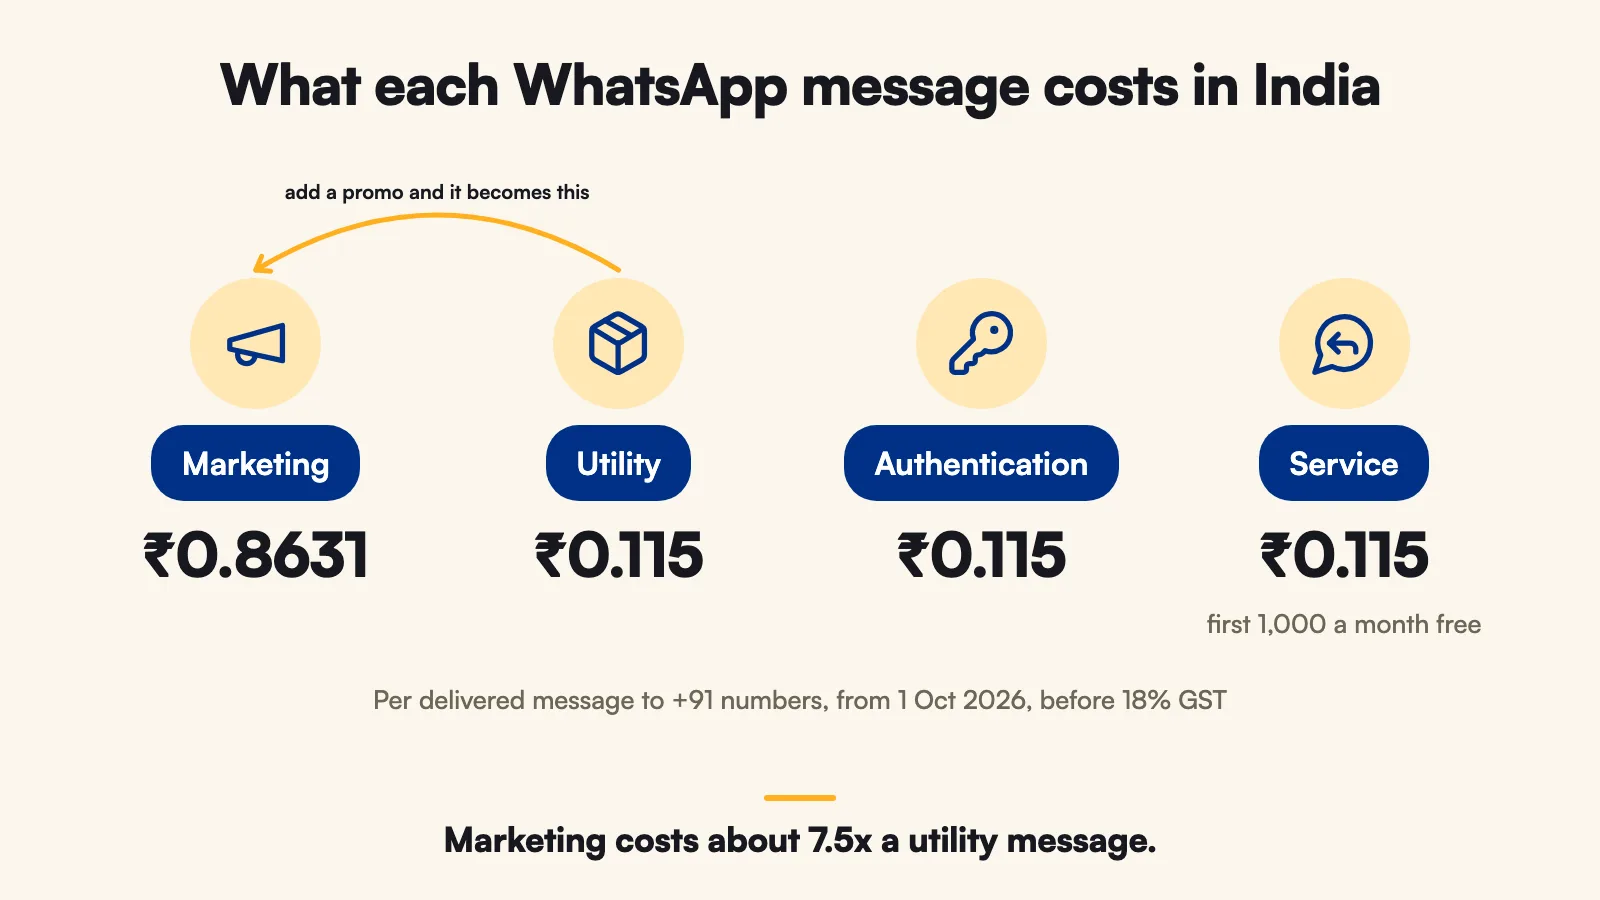 What each WhatsApp message costs in India
add a promo and it becomes this
Marketing
Utility
Authentication
Service
₹0.8631
₹0.115
₹0.115
₹0.115
first 1,000 a month free
Per delivered message to +91 numbers, from 1 Oct 2026, before 18% GST
Marketing costs about 7.5x a utility message.